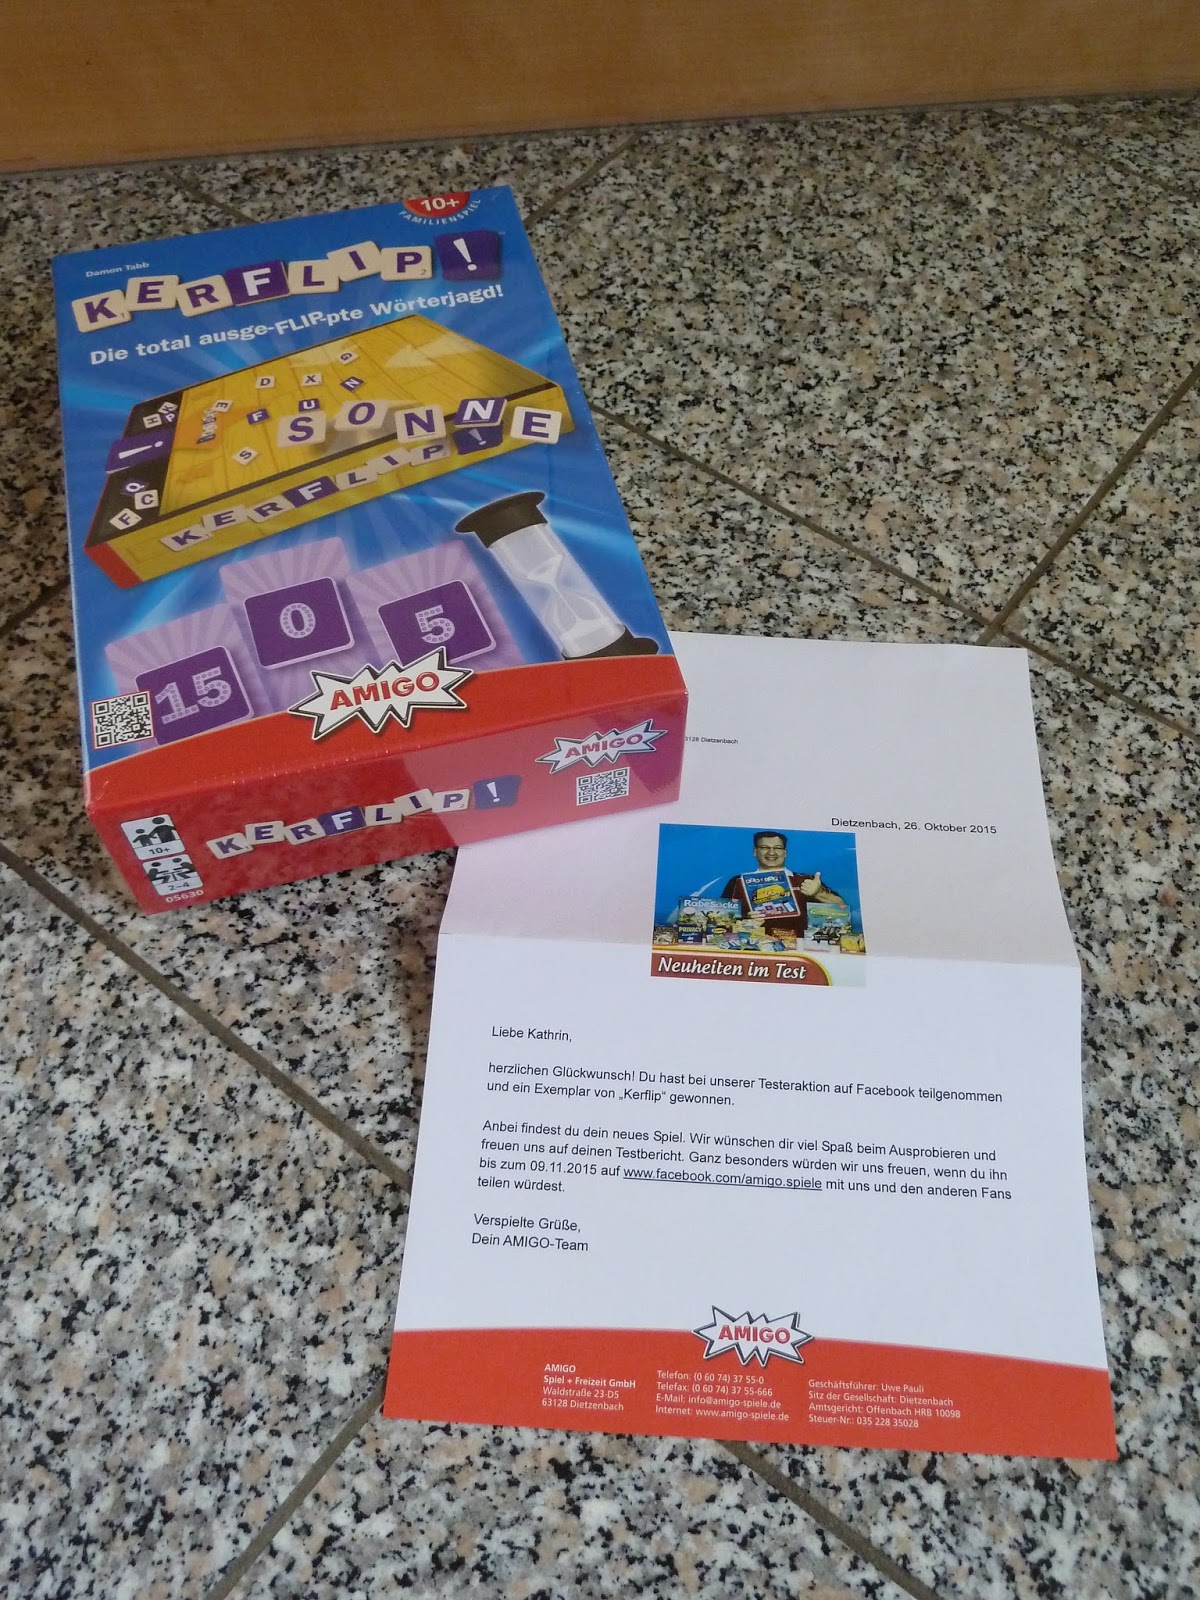 10+
FAMILIENSPIEL
Damon Tabb
KERFLIP!
Die total ausge-FLIP-pte Wörterjagd!
G
D X N
E F U
SONNE
S
H P K
!
Q
F C
KERFLIP!
15 0 5
AMIGO
AMIGO
KERFLIP!
10+
2-4
05630
63128 Dietzenbach
Dietzenbach, 26. Oktober 2015
RabeSocke
PRIVACY
Neuheiten im Test
Liebe Kathrin,
herzlichen Glückwunsch! Du hast bei unserer Testeraktion auf Facebook teilgenommen
und ein Exemplar von „Kerflip“ gewonnen.
Anbei findest du dein neues Spiel. Wir wünschen dir viel Spaß beim Ausprobieren und
freuen uns auf deinen Testbericht. Ganz besonders würden wir uns freuen, wenn du ihn
bis zum 09.11.2015 auf www.facebook.com/amigo.spiele mit uns und den anderen Fans
teilen würdest.
Verspielte Grüße,
Dein AMIGO-Team
AMIGO
AMIGO
Spiel + Freizeit GmbH
Waldstraße 23-D5
63128 Dietzenbach
Telefon: (0 60 74) 37 55-0
Telefax: (0 60 74) 37 55-666
E-Mail: info@amigo-spiele.de
Internet: www.amigo-spiele.de
Geschäftsführer: Uwe Pauli
Sitz der Gesellschaft: Dietzenbach
Amtsgericht: Offenbach HRB 10098
Steuer-Nr.: 035 228 35028